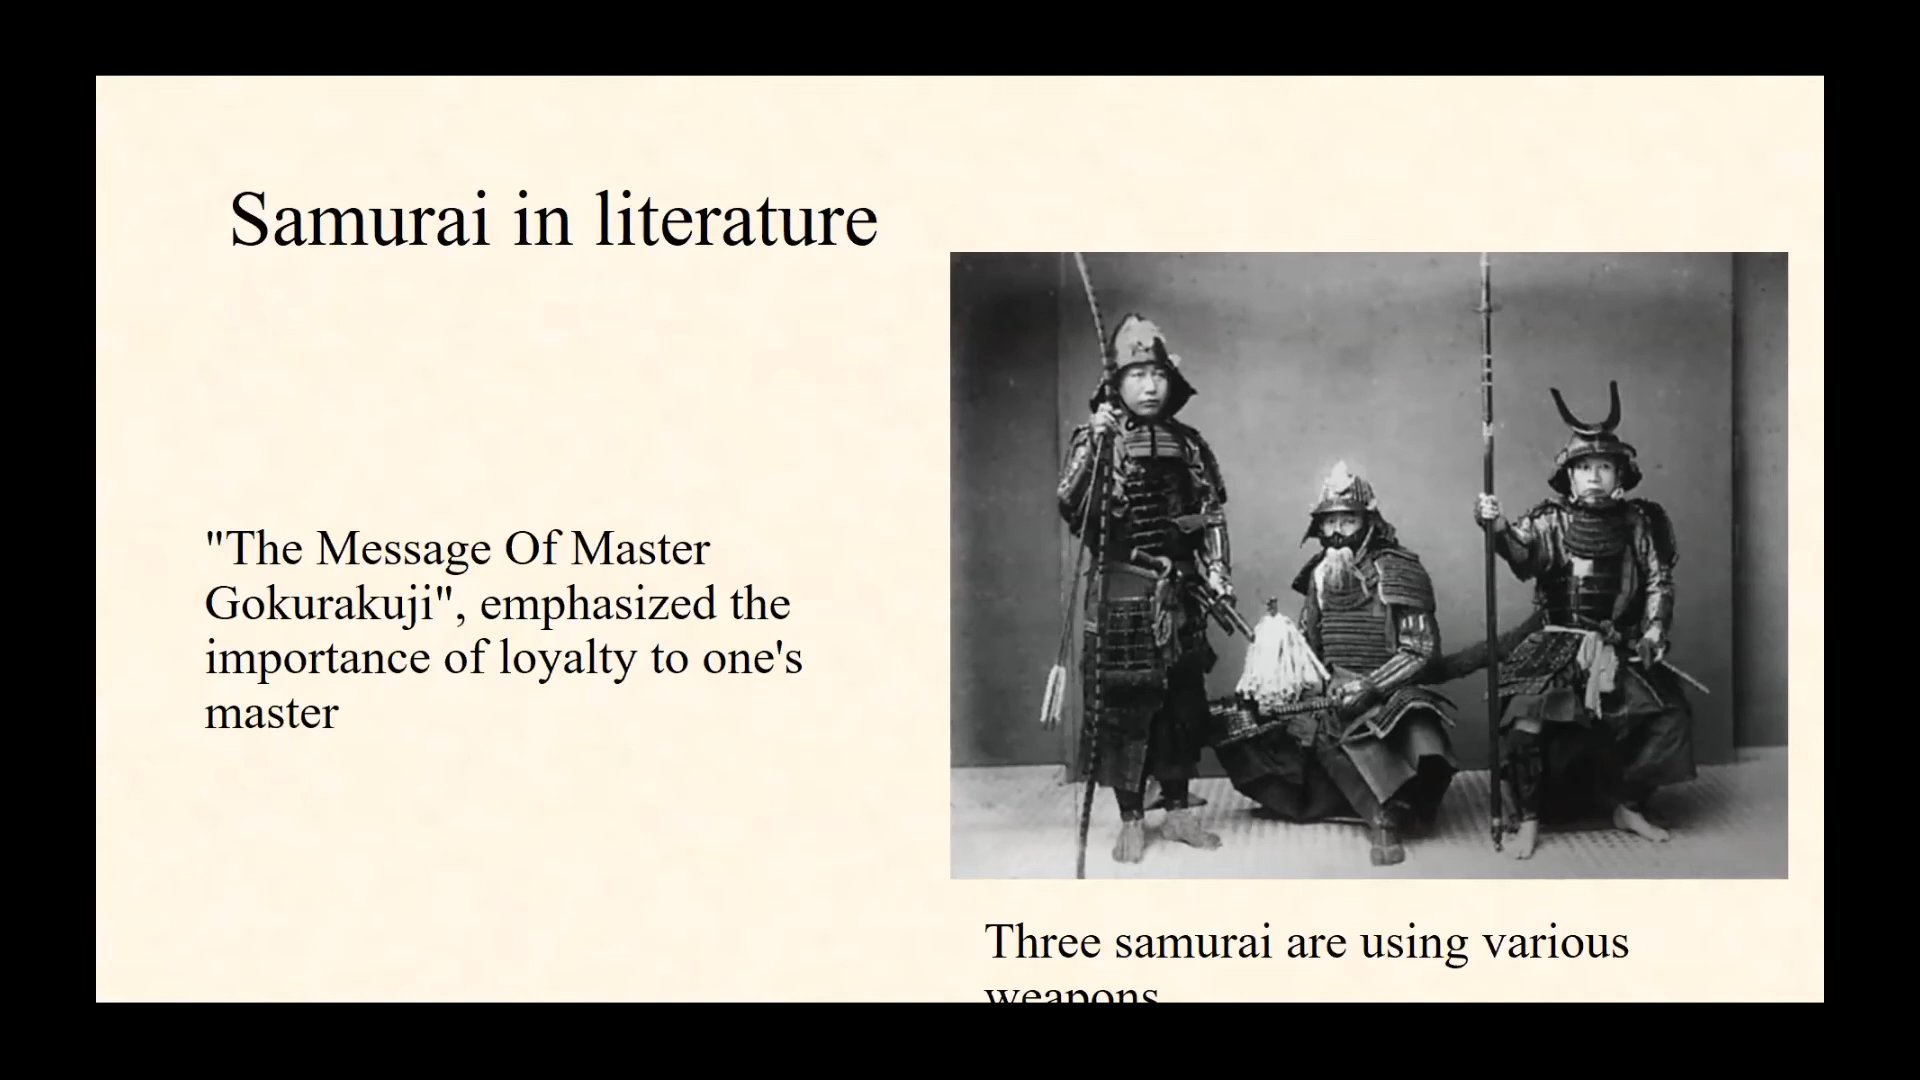 Samurai in literature
"The Message Of Master
Gokurakuji", emphasized the
importance of loyalty to one's
master
Three samurai are using various
weapons